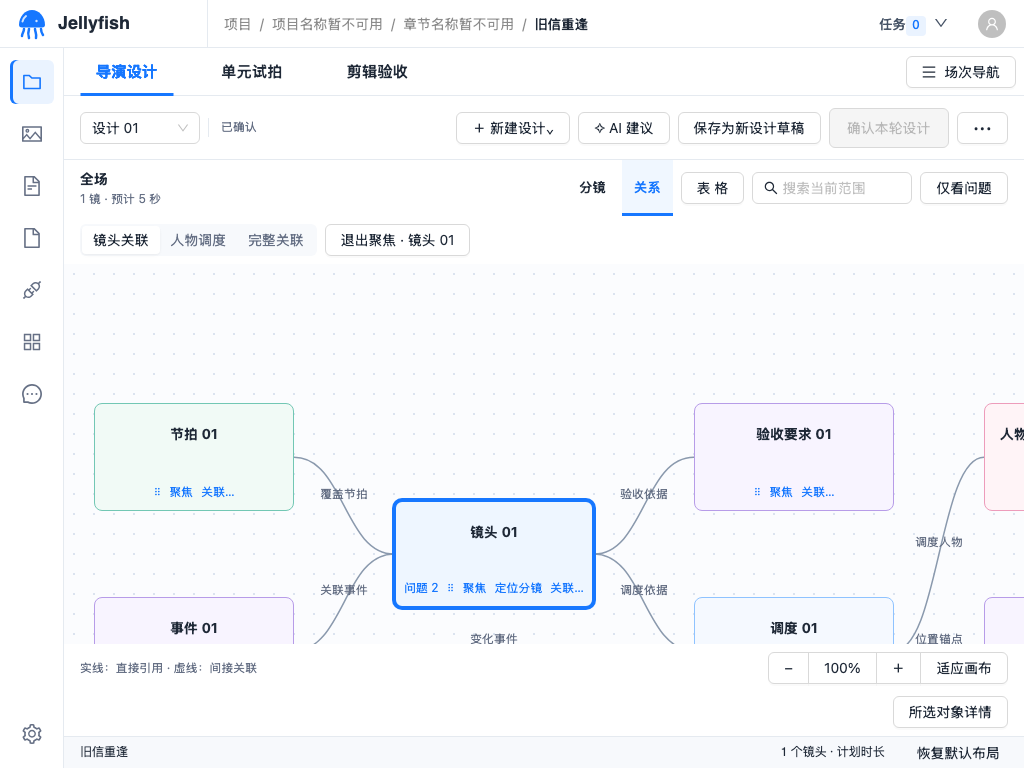 Jellyfish
项目 / 项目名称暂不可用 / 章节名称暂不可用 / 旧信重逢
任务 0
导演设计 单元试拍 剪辑验收
场次导航
设计 01
已确认
新建设计
AI 建议
保存为新设计草稿
确认本轮设计
全场
1 镜 · 预计 5 秒
分镜 关系 表 格
搜索当前范围
仅看问题
镜头关联 人物调度 完整关联
退出聚焦 · 镜头 01
节拍 01
聚焦 关联...
验收要求 01
聚焦 关联...
人物
覆盖节拍
验收依据
镜头 01
问题 2 聚焦 定位分镜 关联...
调度人物
关联事件
调度依据
事件 01
变化事件
调度 01
位置锚点
实线：直接引用 · 虚线：间接关联
− 100% + 适应画布
所选对象详情
旧信重逢
1 个镜头 · 计划时长
恢复默认布局